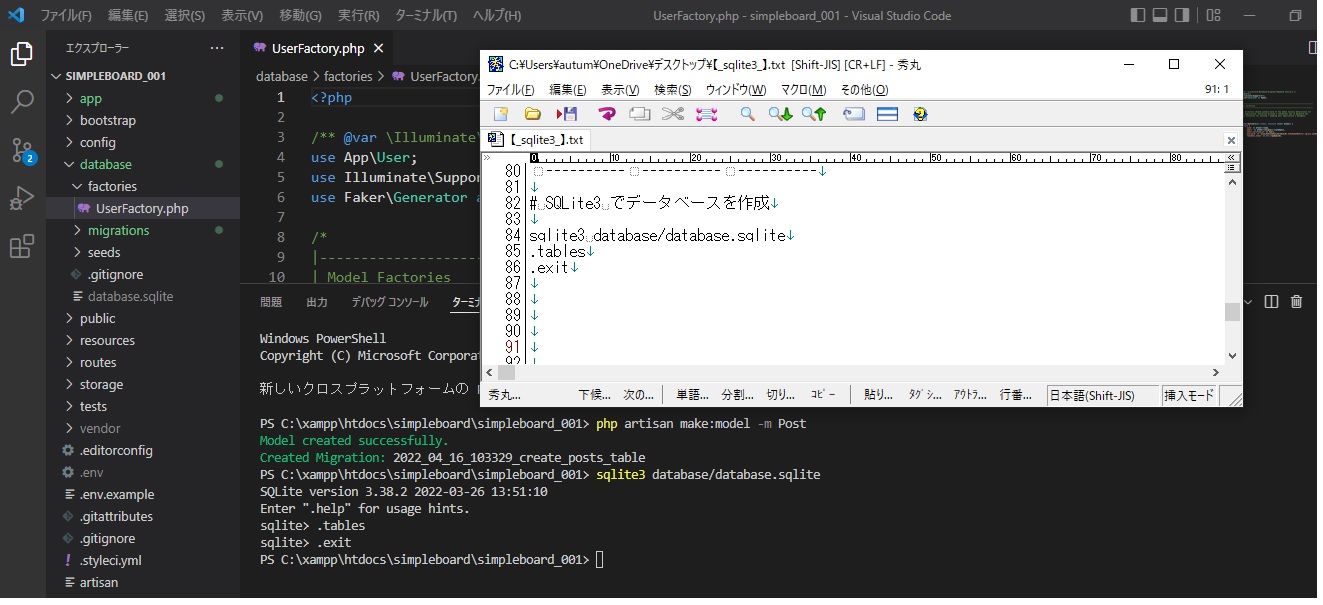 ファイル(F) 編集(E) 選択(S) 表示(V) 移動(G) 実行(R) ターミナル(T) ヘルプ(H)
UserFactory.php - simpleboard_001 - Visual Studio Code
エクスプローラー
SIMPLEBOARD_001
app
bootstrap
config
database
factories
UserFactory.php
migrations
seeds
.gitignore
database.sqlite
public
resources
routes
storage
tests
vendor
.editorconfig
.env
.env.example
.gitattributes
.gitignore
.styleci.yml
artisan
2
UserFactory.php
database > factories > UserFactory.
1 <?php
2
3 /** @var \Illuminate\
4 use App\User;
5 use Illuminate\Suppor
6 use Faker\Generator a
7
8 /*
9 |--------------------
10 | Model Factories
C:¥Users¥autum¥OneDrive¥デスクトップ¥【_sqlite3_】.txt [Shift-JIS] [CR+LF] - 秀丸
ファイル(F) 編集(E) 表示(V) 検索(S) ウィンドウ(W) マクロ(M) その他(O)
91: 1
【_sqlite3_】.txt
0 10 20 30 40 50 60 70 80
80 □---------- □---------- □----------↓
81 ↓
82 # SQLite3 でデータベースを作成↓
83 ↓
84 sqlite3 database/database.sqlite↓
85 .tables↓
86 .exit↓
87 ↓
88 ↓
89 ↓
90 ↓
91 ↓
92 ↓
秀丸... 下候... 次の... 単語... 分割... 切り... コピー 貼り... タグジ... アウトラ... 行番... 日本語(Shift-JIS) 挿入モード
問題 出力 デバッグ コンソール ターミ
Windows PowerShell
Copyright (C) Microsoft Corporat
新しいクロスプラットフォームの
PS C:\xampp\htdocs\simpleboard\simpleboard_001> php artisan make:model -m Post
Model created successfully.
Created Migration: 2022_04_16_103329_create_posts_table
PS C:\xampp\htdocs\simpleboard\simpleboard_001> sqlite3 database/database.sqlite
SQLite version 3.38.2 2022-03-26 13:51:10
Enter ".help" for usage hints.
sqlite> .tables
sqlite> .exit
PS C:\xampp\htdocs\simpleboard\simpleboard_001>